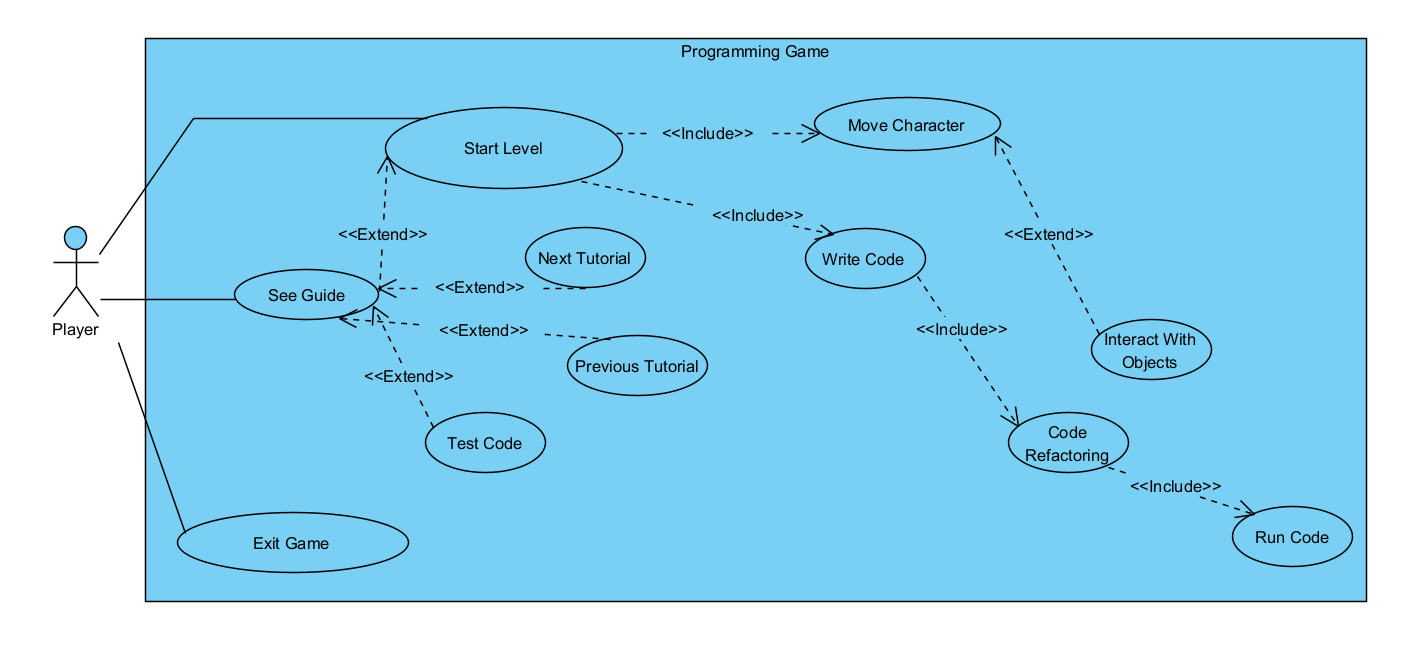 Programming Game
Start Level
<<Include>>
Move Character
<<Include>>
<<Extend>>
Next Tutorial
Write Code
<<Extend>>
See Guide
<<Extend>>
Player
<<Extend>>
<<Include>>
Interact With
Objects
Previous Tutorial
<<Extend>>
Test Code
Code
Refactoring
<<Include>>
Exit Game
Run Code